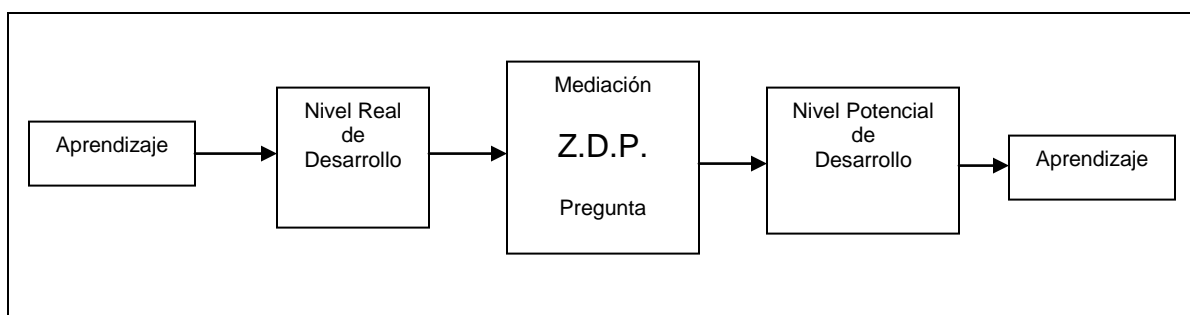 Aprendizaje
Nivel Real
de
Desarrollo
Mediación
Z.D.P.
Pregunta
Nivel Potencial
de
Desarrollo
Aprendizaje